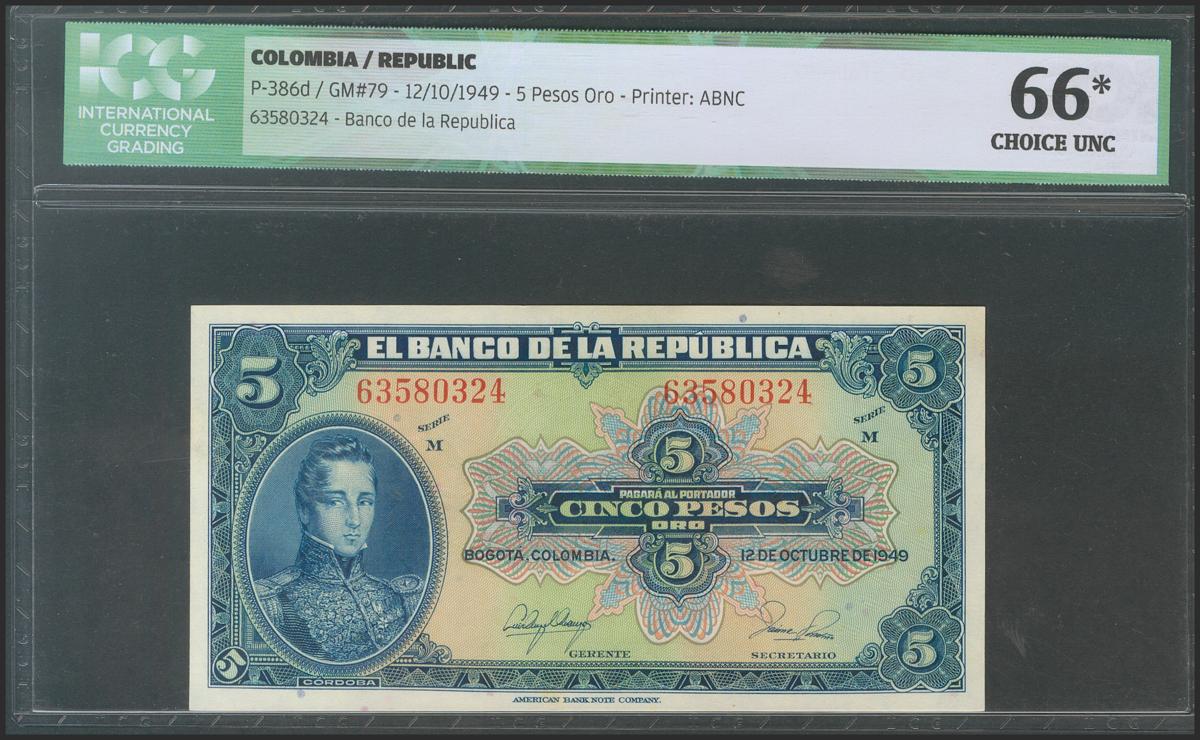 ICG
INTERNATIONAL
CURRENCY
GRADING
COLOMBIA / REPUBLIC
P-386d / GM#79 - 12/10/1949 - 5 Pesos Oro - Printer: ABNC
63580324 - Banco de la Republica
66*
CHOICE UNC
5 EL BANCO DE LA REPÚBLICA 5
63580324 63580324
SERIE SERIE
M M
5
PAGARÁ AL PORTADOR
CINCO PESOS
ORO
BOGOTÁ, COLOMBIA. 12 DE OCTUBRE DE 1949
5
GERENTE SECRETARIO
5 5
CÓRDOBA
AMERICAN BANK NOTE COMPANY.